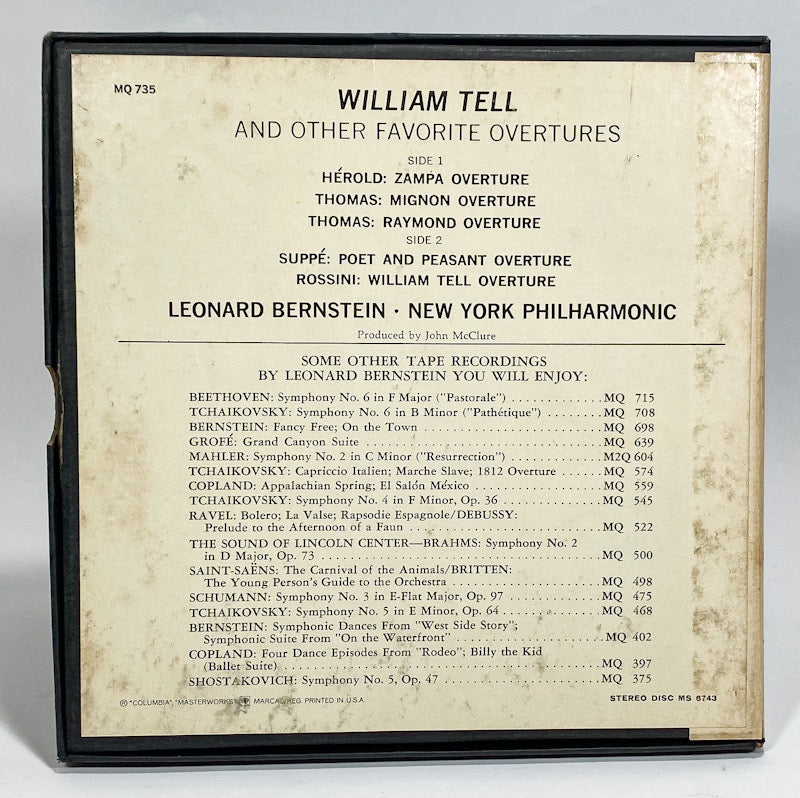 MQ 735
WILLIAM TELL
AND OTHER FAVORITE OVERTURES
SIDE 1
HÉROLD: ZAMPA OVERTURE
THOMAS: MIGNON OVERTURE
THOMAS: RAYMOND OVERTURE
SIDE 2
SUPPÉ: POET AND PEASANT OVERTURE
ROSSINI: WILLIAM TELL OVERTURE
LEONARD BERNSTEIN · NEW YORK PHILHARMONIC
Produced by John McClure
SOME OTHER TAPE RECORDINGS
BY LEONARD BERNSTEIN YOU WILL ENJOY:
BEETHOVEN: Symphony No. 6 in F Major ("Pastorale") . . . . . . . . . . . . . MQ 715
TCHAIKOVSKY: Symphony No. 6 in B Minor ("Pathétique") . . . . . . . . . MQ 708
BERNSTEIN: Fancy Free; On the Town . . . . . . . . . . . . . . . . . . . . . . . . . . MQ 698
GROFÉ: Grand Canyon Suite . . . . . . . . . . . . . . . . . . . . . . . . . . . . . . . . . MQ 639
MAHLER: Symphony No. 2 in C Minor ("Resurrection") . . . . . . . . . . . . . M2Q 604
TCHAIKOVSKY: Capriccio Italien; Marche Slave; 1812 Overture . . . . . . MQ 574
COPLAND: Appalachian Spring; El Salón México . . . . . . . . . . . . . . . . . . MQ 559
TCHAIKOVSKY: Symphony No. 4 in F Minor, Op. 36 . . . . . . . . . . . . . . MQ 545
RAVEL: Bolero; La Valse; Rapsodie Espagnole/DEBUSSY:
Prelude to the Afternoon of a Faun . . . . . . . . . . . . . . . . . . . . . . . . . . . MQ 522
THE SOUND OF LINCOLN CENTER—BRAHMS: Symphony No. 2
in D Major, Op. 73 . . . . . . . . . . . . . . . . . . . . . . . . . . . . . . . . . . . . . . . MQ 500
SAINT-SAËNS: The Carnival of the Animals/BRITTEN:
The Young Person's Guide to the Orchestra . . . . . . . . . . . . . . . . . . . . . MQ 498
SCHUMANN: Symphony No. 3 in E-Flat Major, Op. 97 . . . . . . . . . . . . . MQ 475
TCHAIKOVSKY: Symphony No. 5 in E Minor, Op. 64 . . . . . . . . . . . . . . MQ 468
BERNSTEIN: Symphonic Dances From "West Side Story";
Symphonic Suite From "On the Waterfront" . . . . . . . . . . . . . . . . . . . . MQ 402
COPLAND: Four Dance Episodes From "Rodeo"; Billy the Kid
(Ballet Suite) . . . . . . . . . . . . . . . . . . . . . . . . . . . . . . . . . . . . . . . . . . . . MQ 397
SHOSTAKOVICH: Symphony No. 5, Op. 47 . . . . . . . . . . . . . . . . . . . . . . MQ 375
Ⓟ "COLUMBIA", "MASTERWORKS", MARCAS REG. PRINTED IN U.S.A.
STEREO DISC MS 6743